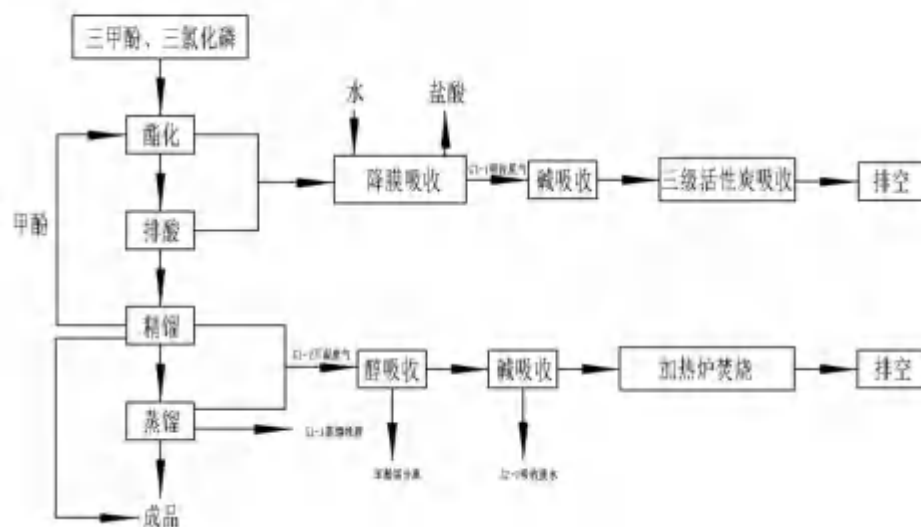 三甲酚、三氯化磷
水
盐酸
酯化
降膜吸收
碱吸收
三级活性炭吸收
排空
甲酚
排酸
精馏
醇吸收
碱吸收
加热炉焚烧
排空
蒸馏
成品